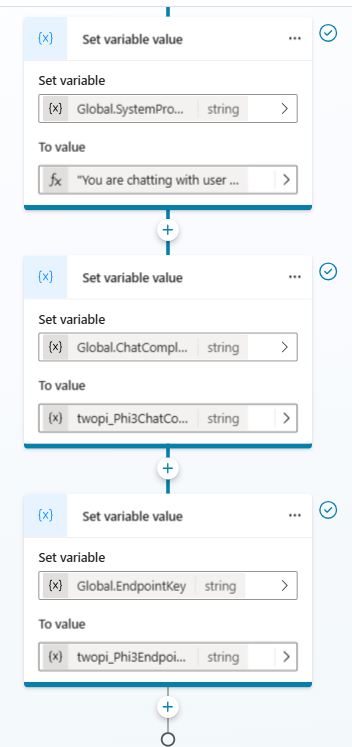 {x} Set variable value ...
Set variable
{x} Global.SystemPro... string
To value
fx "You are chatting with user ...
{x} Set variable value ...
Set variable
{x} Global.ChatCompl... string
To value
{x} twopi_Phi3ChatCo... string
{x} Set variable value ...
Set variable
{x} Global.EndpointKey string
To value
{x} twopi_Phi3Endpoi... string